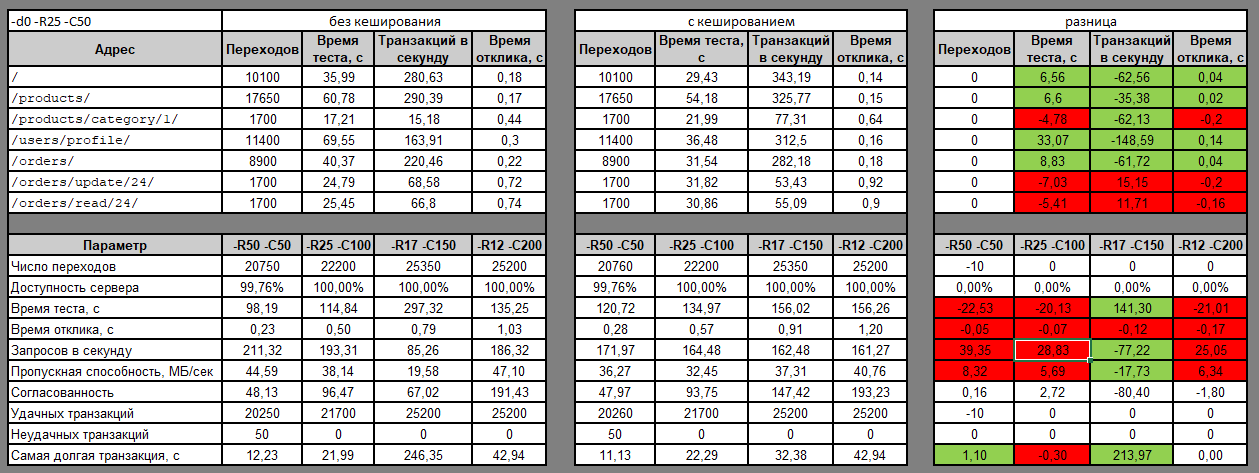 -d0 -R25 -C50 без кеширования с кешированием разница
Адрес Переходов Время теста, с Транзакций в секунду Время отклика, с Переходов Время теста, с Транзакций в секунду Время отклика, с Переходов Время теста, с Транзакций в секунду Время отклика, с
/ 10100 35,99 280,63 0,18 10100 29,43 343,19 0,14 0 6,56 -62,56 0,04
/products/ 17650 60,78 290,39 0,17 17650 54,18 325,77 0,15 0 6,6 -35,38 0,02
/products/category/1/ 1700 17,21 15,18 0,44 1700 21,99 77,31 0,64 0 -4,78 -62,13 -0,2
/users/profile/ 11400 69,55 163,91 0,3 11400 36,48 312,5 0,16 0 33,07 -148,59 0,14
/orders/ 8900 40,37 220,46 0,22 8900 31,54 282,18 0,18 0 8,83 -61,72 0,04
/orders/update/24/ 1700 24,79 68,58 0,72 1700 31,82 53,43 0,92 0 -7,03 15,15 -0,2
/orders/read/24/ 1700 25,45 66,8 0,74 1700 30,86 55,09 0,9 0 -5,41 11,71 -0,16
Параметр -R50 -C50 -R25 -C100 -R17 -C150 -R12 -C200 -R50 -C50 -R25 -C100 -R17 -C150 -R12 -C200 -R50 -C50 -R25 -C100 -R17 -C150 -R12 -C200
Число переходов 20750 22200 25350 25200 20760 22200 25350 25200 -10 0 0 0
Доступность сервера 99,76% 100,00% 100,00% 100,00% 99,76% 100,00% 100,00% 100,00% 0,00% 0,00% 0,00% 0,00%
Время теста, с 98,19 114,84 297,32 135,25 120,72 134,97 156,02 156,26 -22,53 -20,13 141,30 -21,01
Время отклика, с 0,23 0,50 0,79 1,03 0,28 0,57 0,91 1,20 -0,05 -0,07 -0,12 -0,17
Запросов в секунду 211,32 193,31 85,26 186,32 171,97 164,48 162,48 161,27 39,35 28,83 -77,22 25,05
Пропускная способность, МБ/сек 44,59 38,14 19,58 47,10 36,27 32,45 37,31 40,76 8,32 5,69 -17,73 6,34
Согласованность 48,13 96,47 67,02 191,43 47,97 93,75 147,42 193,23 0,16 2,72 -80,40 -1,80
Удачных транзакций 20250 21700 25200 25200 20260 21700 25200 25200 -10 0 0 0
Неудачных транзакций 50 0 0 0 50 0 0 0 0 0 0 0
Самая долгая транзакция, с 12,23 21,99 246,35 42,94 11,13 22,29 32,38 42,94 1,10 -0,30 213,97 0,00